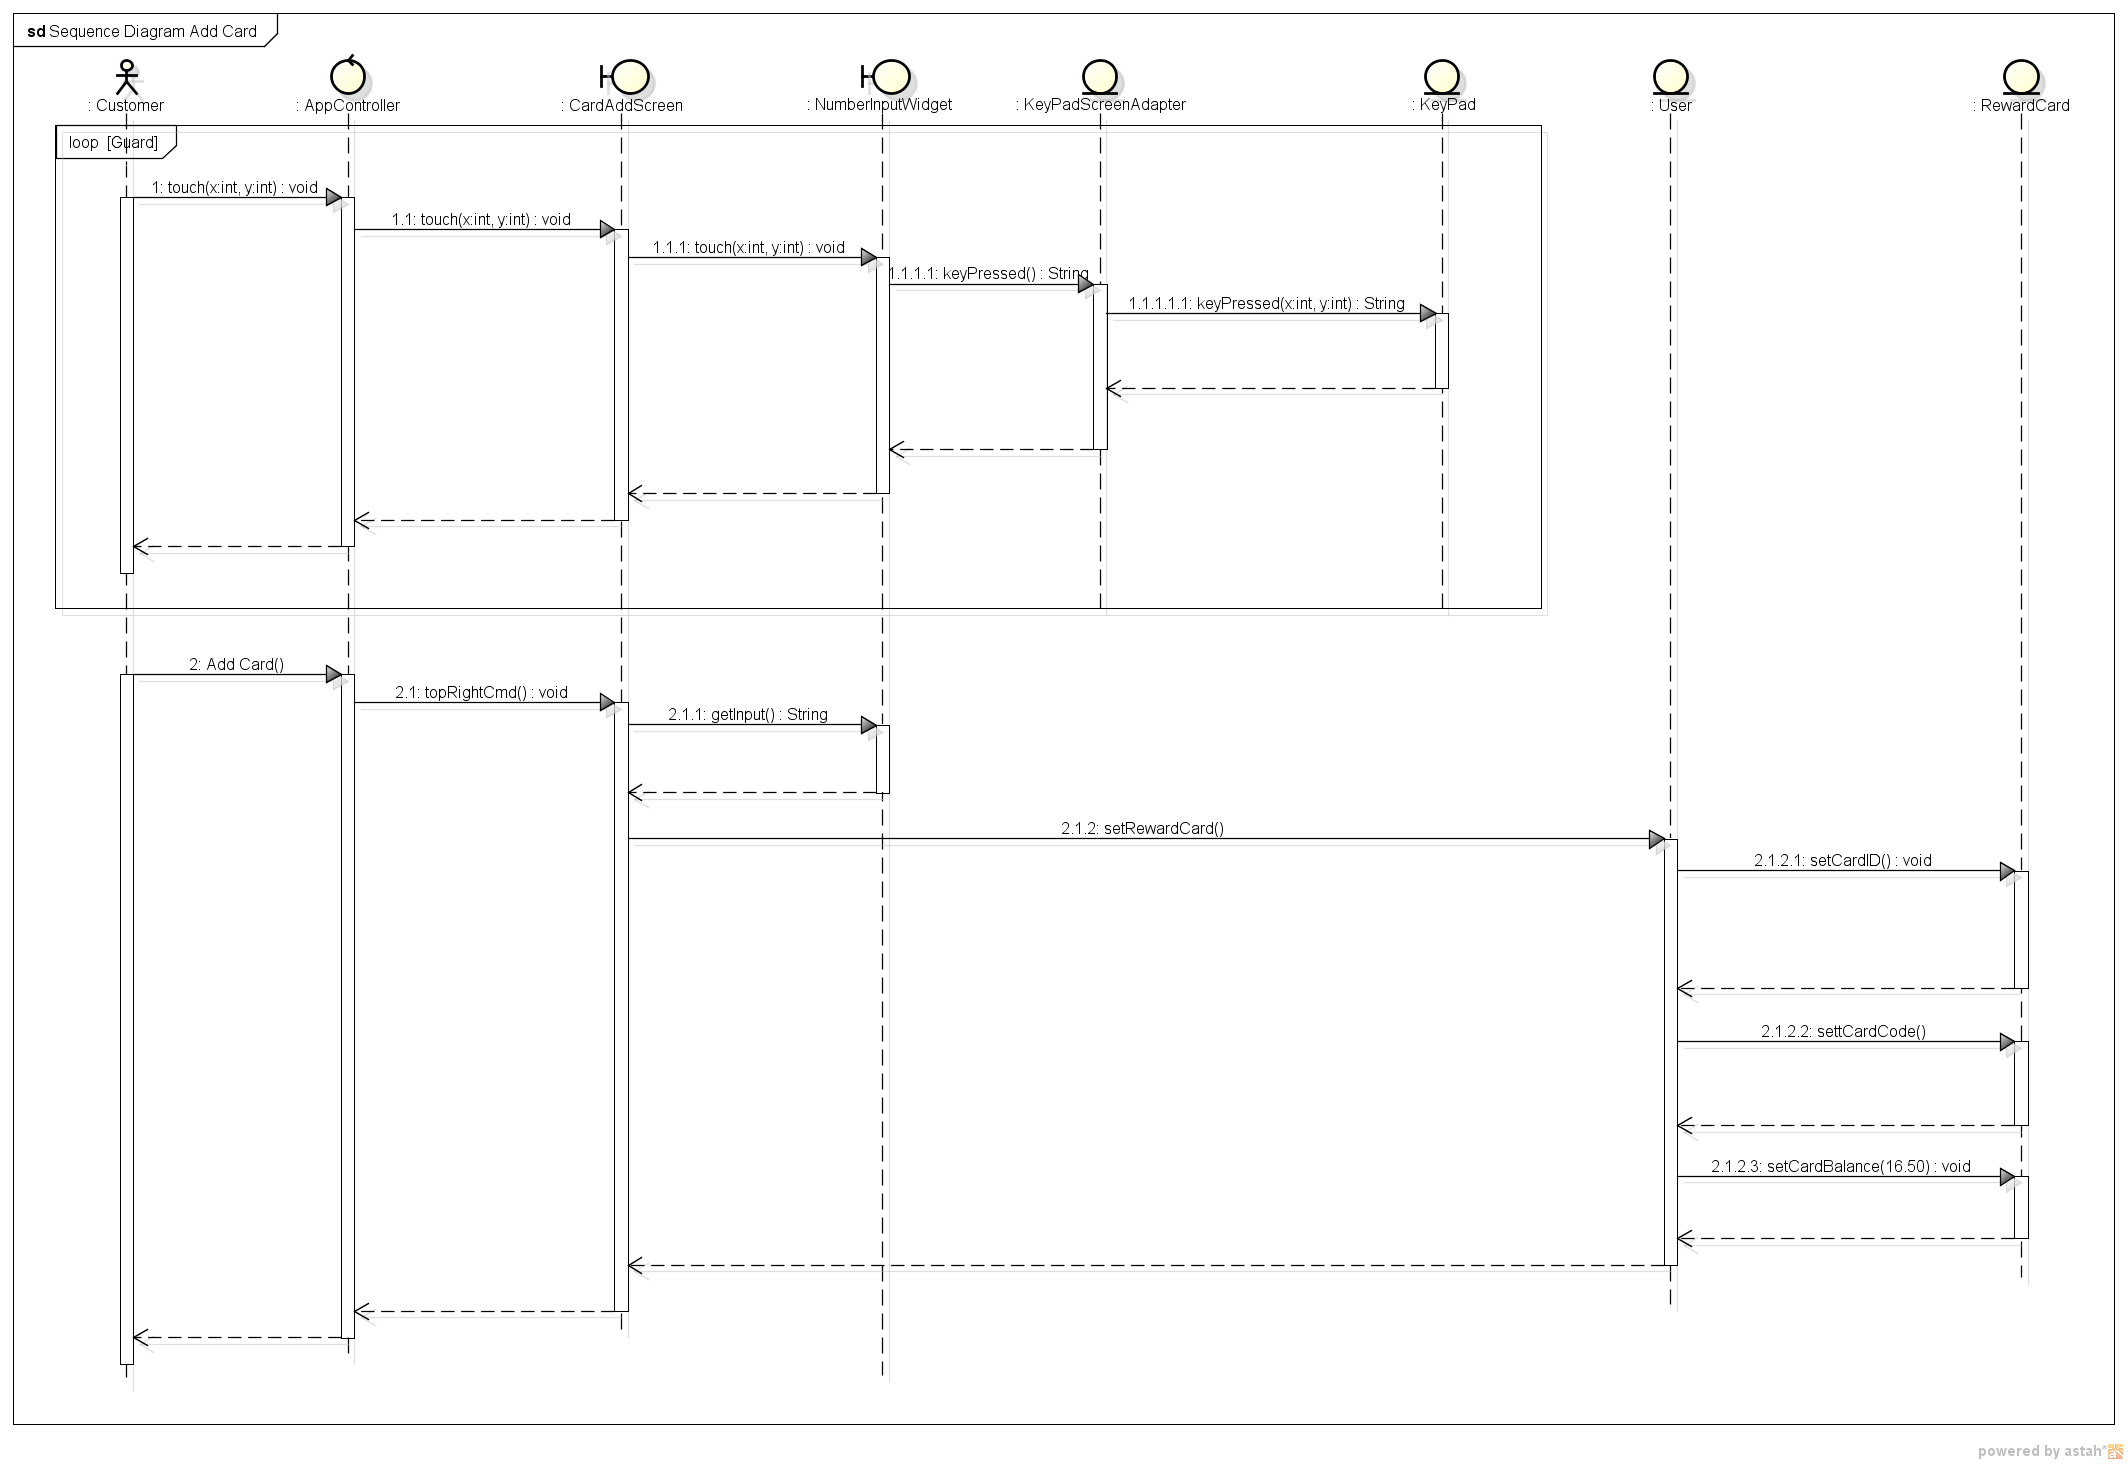 sd Sequence Diagram Add Card
: Customer
: AppController
: CardAddScreen
: NumberInputWidget
: KeyPadScreenAdapter
: KeyPad
: User
: RewardCard
loop [Guard]
1: touch(x:int, y:int) : void
1.1: touch(x:int, y:int) : void
1.1.1: touch(x:int, y:int) : void
1.1.1.1: keyPressed() : String
1.1.1.1.1: keyPressed(x:int, y:int) : String
2: Add Card()
2.1: topRightCmd() : void
2.1.1: getInput() : String
2.1.2: setRewardCard()
2.1.2.1: setCardID() : void
2.1.2.2: settCardCode()
2.1.2.3: setCardBalance(16.50) : void
powered by astah*